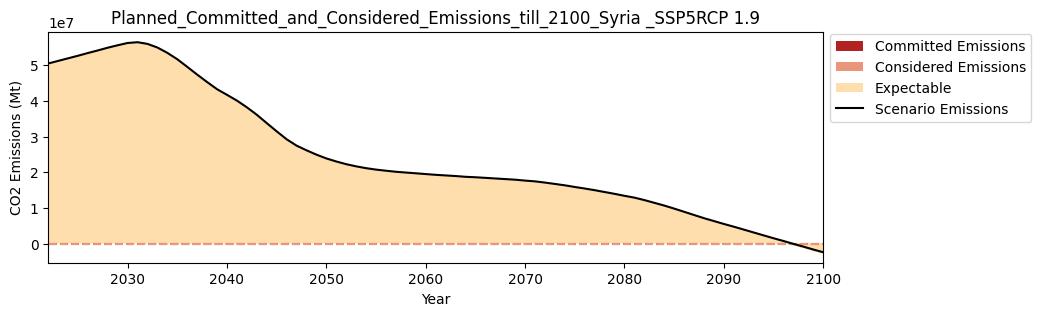 Planned_Committed_and_Considered_Emissions_till_2100_Syria _SSP5RCP 1.9
1e7
Committed Emissions
Considered Emissions
Expectable
Scenario Emissions
CO2 Emissions (Mt)
5
4
3
2
1
0
2030 2040 2050 2060 2070 2080 2090 2100
Year